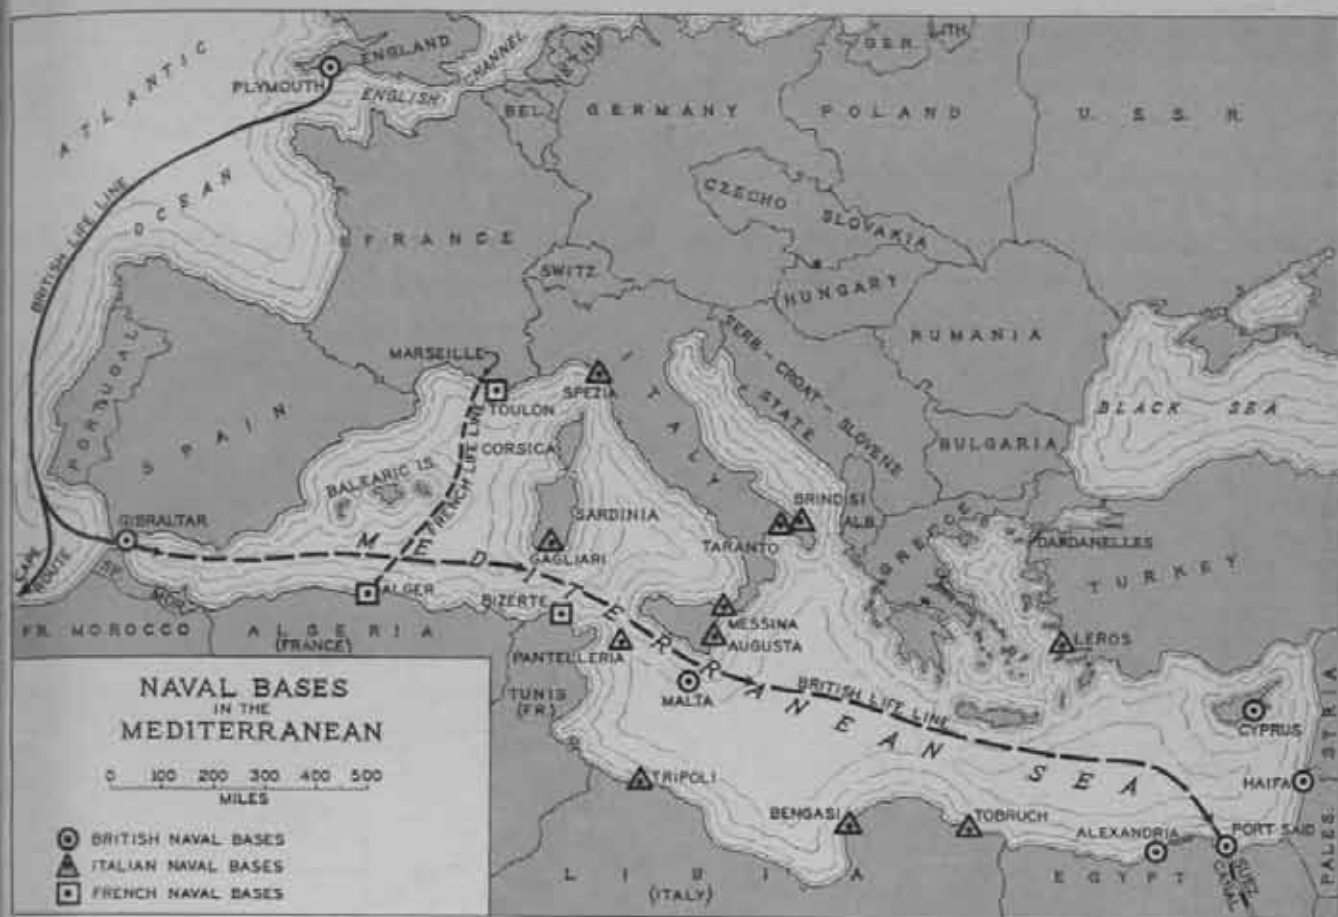 ATLANTIC
OCEAN
ENGLAND
PLYMOUTH
ENGLISH CHANNEL
NETH.
BEL.
GERMANY
GER.
LITH.
POLAND
U. S. S. R.
CZECHO SLOVAKIA
BRITISH LIFE LINE
FRANCE
SWITZ.
HUNGARY
RUMANIA
SERB-CROAT-SLOVENE
STATE
MARSEILLE
TOULON
SPEZIA
ITALY
PORTUGAL
SPAIN
CORSICA
BALEARIC IS.
FRENCH LIFE LINE
BLACK SEA
BULGARIA
GIBRALTAR
SARDINIA
CAGLIARI
TARANTO
BRINDISI
ALB.
GREECE
DARDANELLES
TURKEY
CAPE
ROUTE
SP.
MOR.
ALGER
BIZERTE
MEDITERRANEAN SEA
FR. MOROCCO
ALGERIA
(FRANCE)
PANTELLERIA
MESSINA
AUGUSTA
LEROS
TUNIS
(FR.)
MALTA
BRITISH LIFE LINE
CYPRUS
HAIFA
TRIPOLI
BENGASI
TOBRUCH
ALEXANDRIA
PORT SAID
SUEZ
CANAL
LIBIA
(ITALY)
EGYPT
PALES.
NAVAL BASES
IN THE
MEDITERRANEAN
0 100 200 300 400 500
MILES
BRITISH NAVAL BASES
ITALIAN NAVAL BASES
FRENCH NAVAL BASES